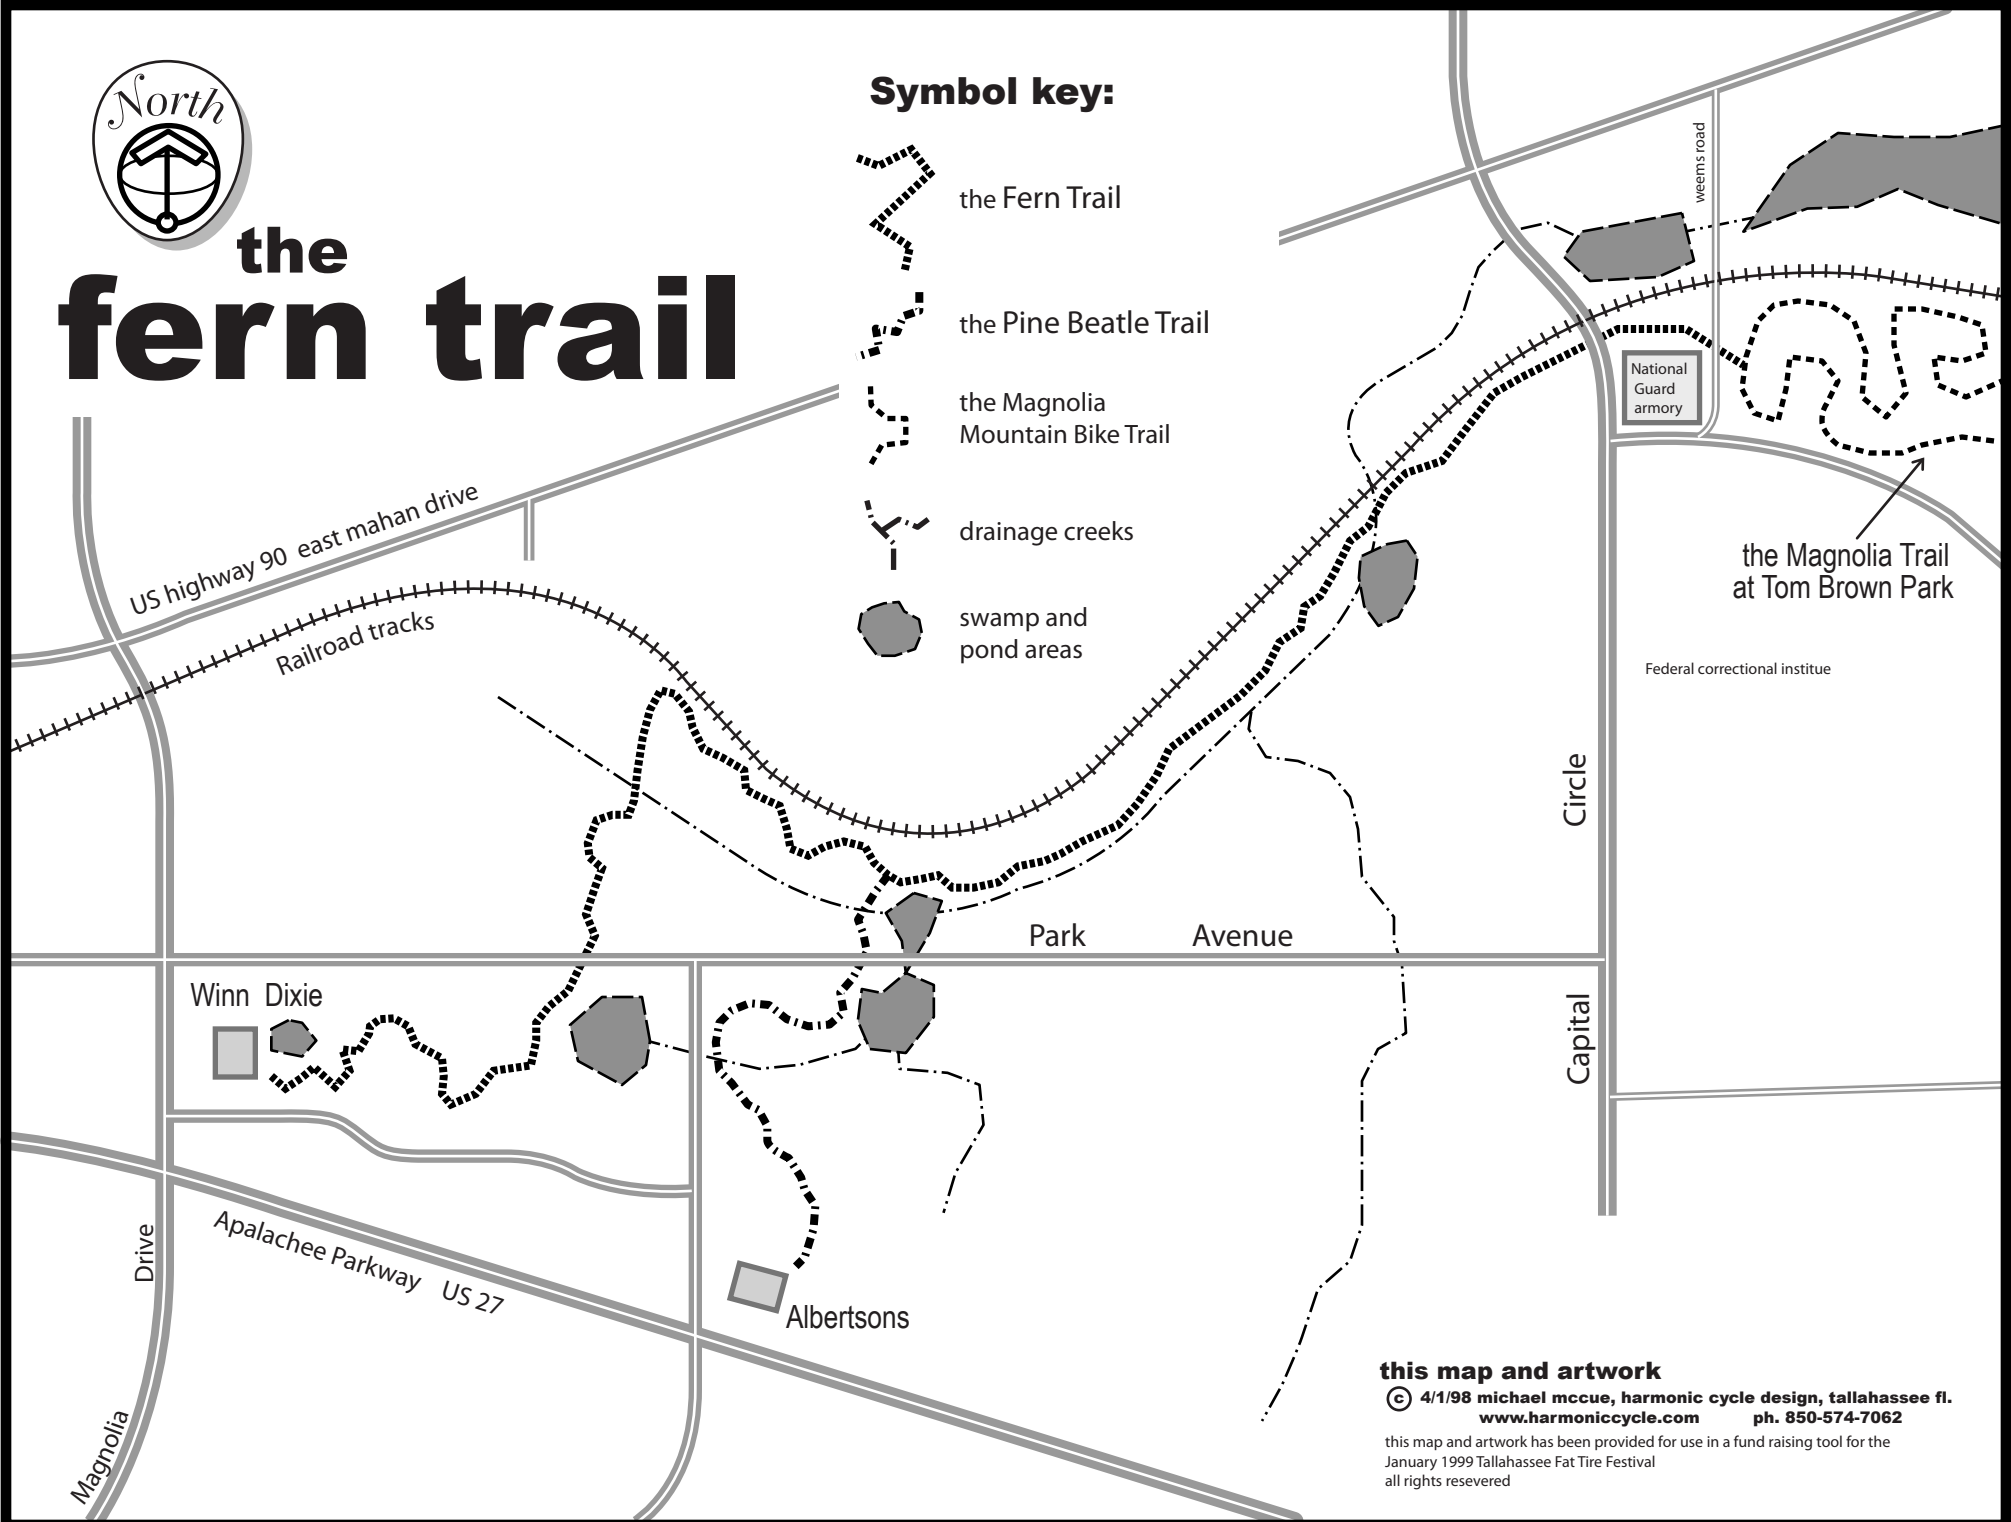 North
the
fern trail
Symbol key:
the Fern Trail
the Pine Beatle Trail
the Magnolia
Mountain Bike Trail
drainage creeks
swamp and
pond areas
weems road
National
Guard
armory
the Magnolia Trail
at Tom Brown Park
Federal correctional institue
US highway 90 east mahan drive
Railroad tracks
Capital Circle
Park Avenue
Winn Dixie
Magnolia Drive
Apalachee Parkway US 27
Albertsons
this map and artwork
© 4/1/98 michael mccue, harmonic cycle design, tallahassee fl.
www.harmoniccycle.com ph. 850-574-7062
this map and artwork has been provided for use in a fund raising tool for the
January 1999 Tallahassee Fat Tire Festival
all rights resevered